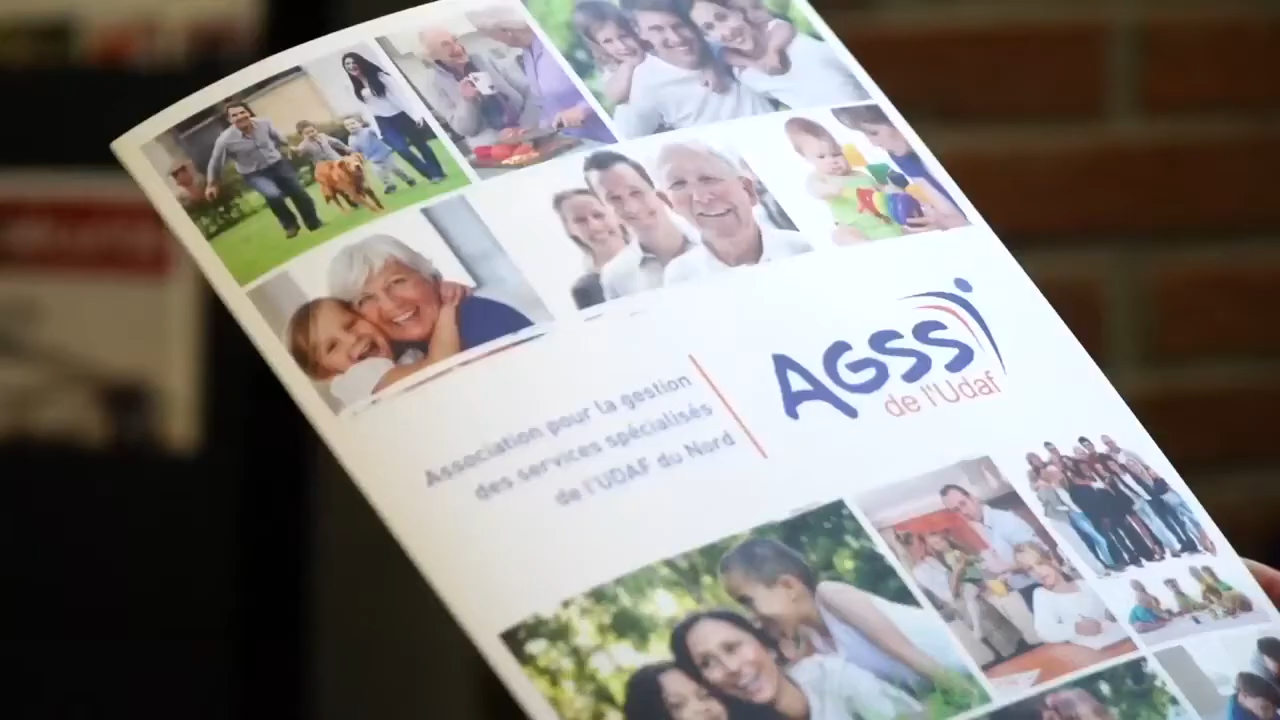 Association pour la gestion
des services spécialisés
de l'UDAF du Nord
AGSS
de l'Udaf